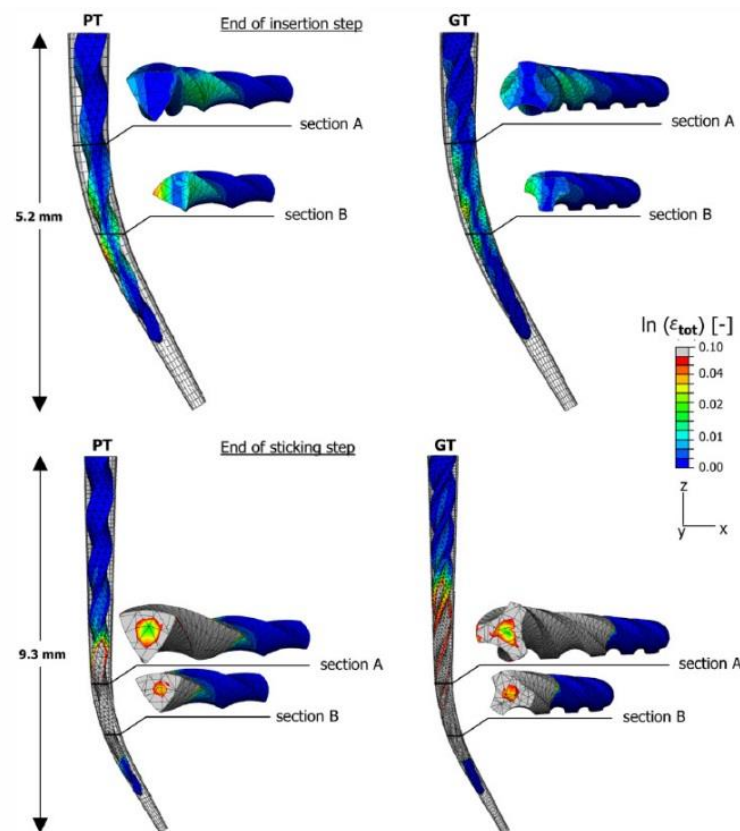 PT
End of insertion step
GT
section A
section A
section B
section B
5.2 mm
ln (εtot) [-]
0.10
0.04
0.02
0.01
0.00
z
y
x
PT
End of sticking step
GT
9.3 mm
section A
section A
section B
section B